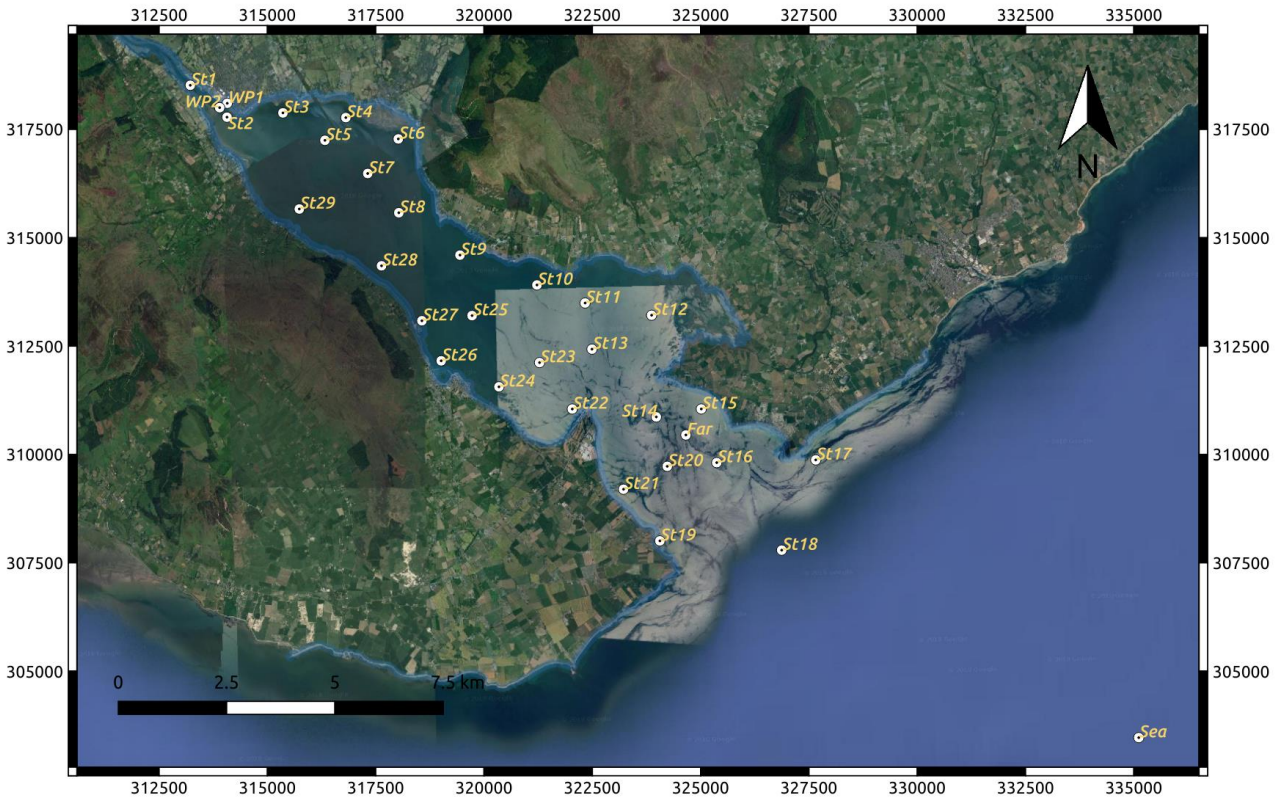 312500 315000 317500 320000 322500 325000 327500 330000 332500 335000
St1
WP2 WP1
St2
St3
St4
317500
St5
St6
317500
N
St7
St29
St8
315000
St9
315000
St28
St10
St11
St27
St25
St12
312500
St26
St23
St13
312500
St24
St22
St14
St15
Far
310000
St20
St16
St17
310000
St21
St19
St18
307500
307500
305000
305000
0 2.5 5 7.5 km
Sea
312500 315000 317500 320000 322500 325000 327500 330000 332500 335000